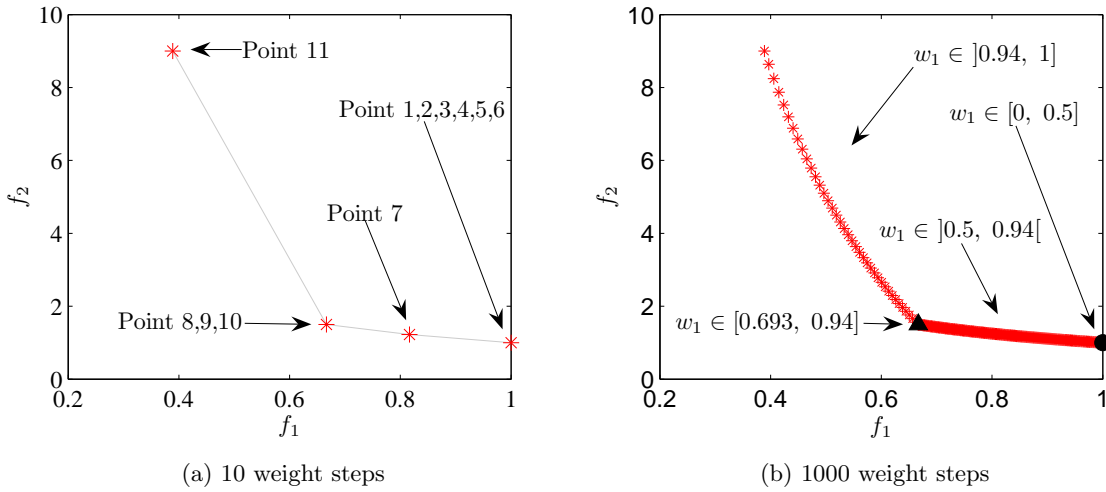 10
8
6
4
2
0
f₂
Point 11
Point 1,2,3,4,5,6
Point 7
Point 8,9,10
0.2 0.4 0.6 0.8 1
f₁
(a) 10 weight steps
10
8
6
4
2
0
f₂
w₁ ∈ ]0.94, 1]
w₁ ∈ [0, 0.5]
w₁ ∈ ]0.5, 0.94[
w₁ ∈ [0.693, 0.94]
0.2 0.4 0.6 0.8 1
f₁
(b) 1000 weight steps